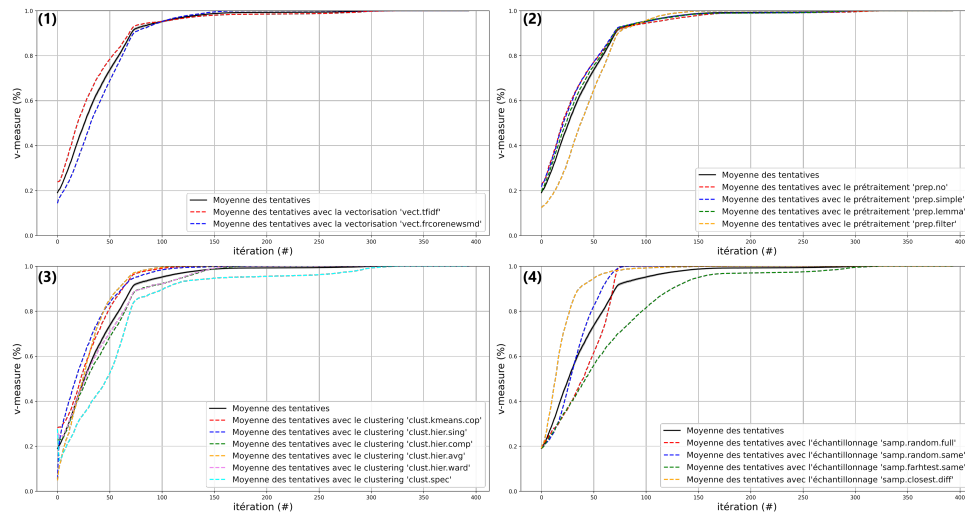 (1)
v-measure (%)
1.0
0.8
0.6
0.4
0.2
0.0
Moyenne des tentatives
Moyenne des tentatives avec la vectorisation 'vect.tfidf'
Moyenne des tentatives avec la vectorisation 'vect.frcorenewsmd'
0 50 100 150 200 250 300 350 400
itération (#)
(2)
v-measure (%)
1.0
0.8
0.6
0.4
0.2
0.0
Moyenne des tentatives
Moyenne des tentatives avec le prétraitement 'prep.no'
Moyenne des tentatives avec le prétraitement 'prep.simple'
Moyenne des tentatives avec le prétraitement 'prep.lemma'
Moyenne des tentatives avec le prétraitement 'prep.filter'
0 50 100 150 200 250 300 350 400
itération (#)
(3)
v-measure (%)
1.0
0.8
0.6
0.4
0.2
0.0
Moyenne des tentatives
Moyenne des tentatives avec le clustering 'clust.kmeans.cop'
Moyenne des tentatives avec le clustering 'clust.hier.sing'
Moyenne des tentatives avec le clustering 'clust.hier.comp'
Moyenne des tentatives avec le clustering 'clust.hier.avg'
Moyenne des tentatives avec le clustering 'clust.hier.ward'
Moyenne des tentatives avec le clustering 'clust.spec'
0 50 100 150 200 250 300 350 400
itération (#)
(4)
v-measure (%)
1.0
0.8
0.6
0.4
0.2
0.0
Moyenne des tentatives
Moyenne des tentatives avec l'échantillonnage 'samp.random.full'
Moyenne des tentatives avec l'échantillonnage 'samp.random.same'
Moyenne des tentatives avec l'échantillonnage 'samp.farhtest.same'
Moyenne des tentatives avec l'échantillonnage 'samp.closest.diff'
0 50 100 150 200 250 300 350 400
itération (#)